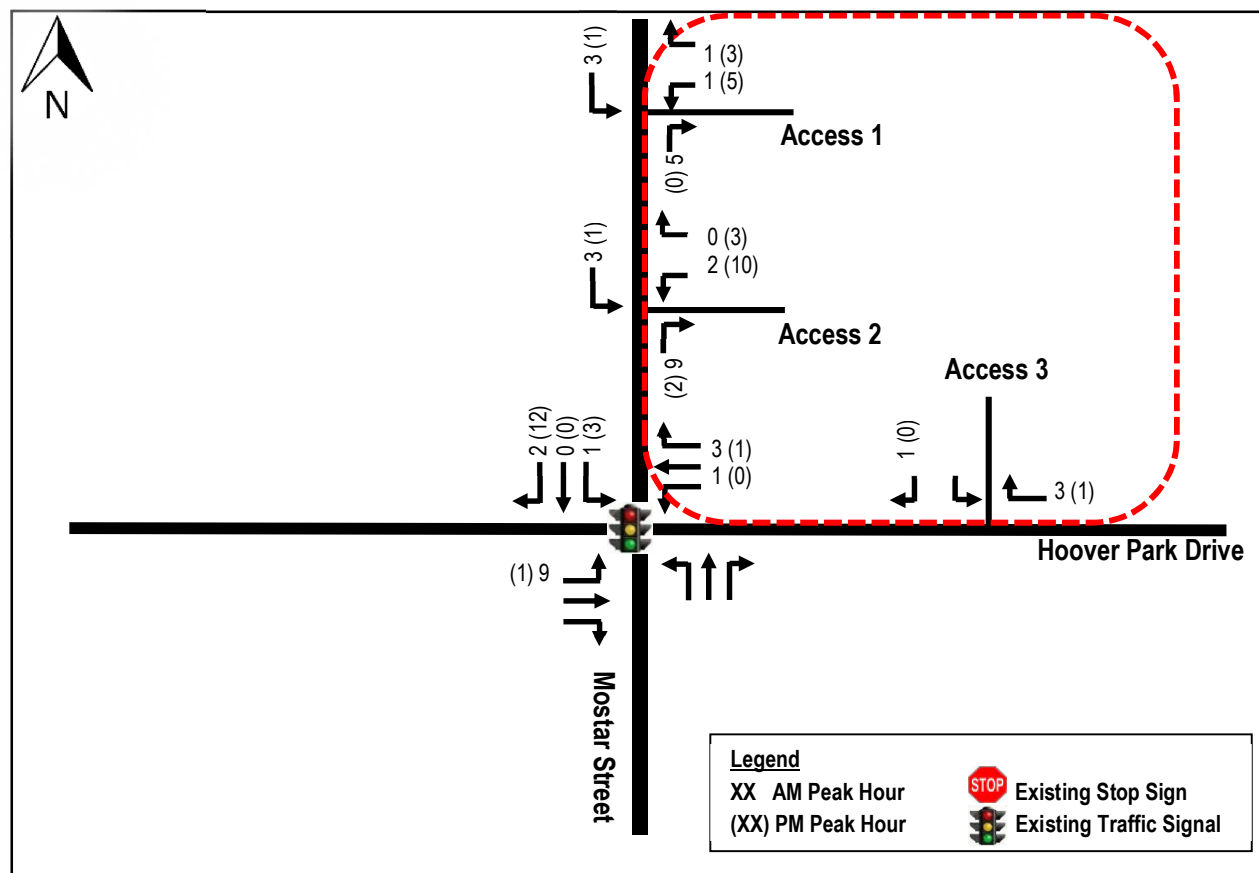 N
3 (1)
1 (3)
1 (5)
Access 1
(0) 5
3 (1)
0 (3)
2 (10)
Access 2
(2) 9
Access 3
2 (12)
0 (0)
1 (3)
3 (1)
1 (0)
1 (0)
3 (1)
Hoover Park Drive
(1) 9
Mostar Street
Legend
XX AM Peak Hour
STOP Existing Stop Sign
(XX) PM Peak Hour
Existing Traffic Signal